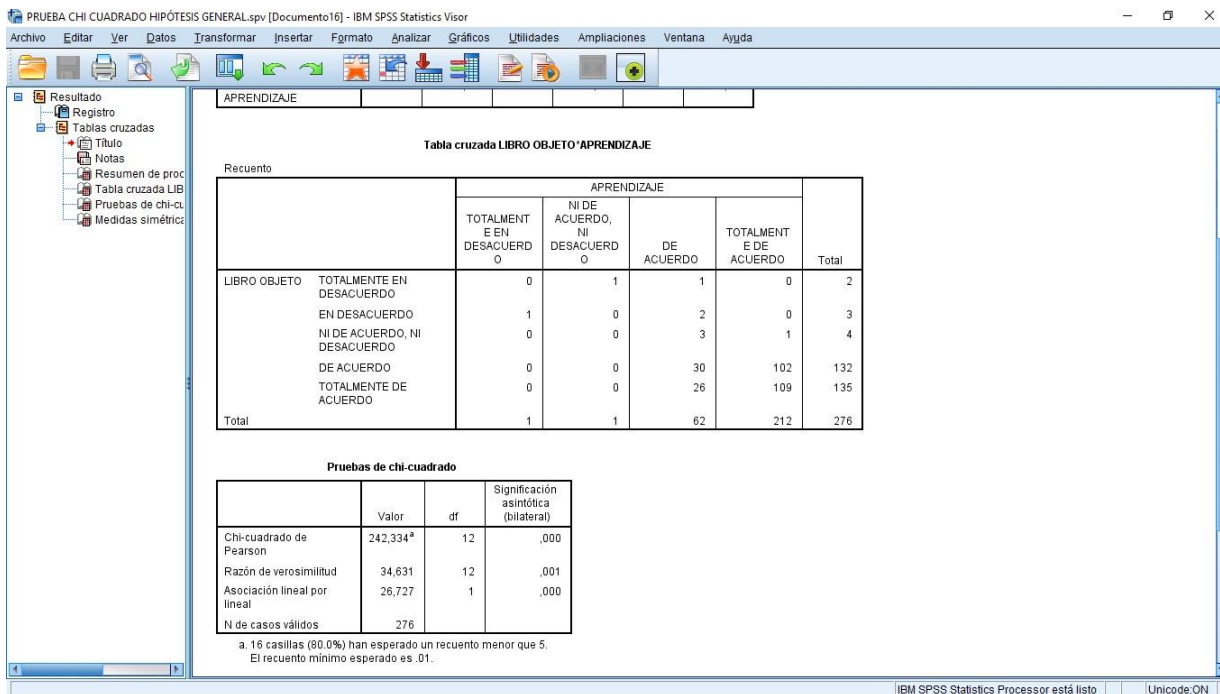 PRUEBA CHI CUADRADO HIPÓTESIS GENERAL.spv [Documento16] - IBM SPSS Statistics Visor
Archivo Editar Ver Datos Transformar Insertar Formato Analizar Gráficos Utilidades Ampliaciones Ventana Ayuda
Resultado
Registro
Tablas cruzadas
Título
Notas
Resumen de proc
Tabla cruzada LIB
Pruebas de chi-cu
Medidas simétrica
APRENDIZAJE
Tabla cruzada LIBRO OBJETO*APRENDIZAJE
Recuento
APRENDIZAJE
TOTALMENT
E EN
DESACUERD
O
NI DE
ACUERDO,
NI
DESACUERD
O
DE
ACUERDO
TOTALMENT
E DE
ACUERDO
Total
LIBRO OBJETO TOTALMENTE EN
DESACUERDO 0 1 1 0 2
EN DESACUERDO 1 0 2 0 3
NI DE ACUERDO, NI
DESACUERDO 0 0 3 1 4
DE ACUERDO 0 0 30 102 132
TOTALMENTE DE
ACUERDO 0 0 26 109 135
Total 1 1 62 212 276
Pruebas de chi-cuadrado
Valor df Significación
asintótica
(bilateral)
Chi-cuadrado de
Pearson 242,334a 12 ,000
Razón de verosimilitud 34,631 12 ,001
Asociación lineal por
lineal 26,727 1 ,000
N de casos válidos 276
a. 16 casillas (80.0%) han esperado un recuento menor que 5.
El recuento mínimo esperado es .01.
IBM SPSS Statistics Processor está listo Unicode:ON